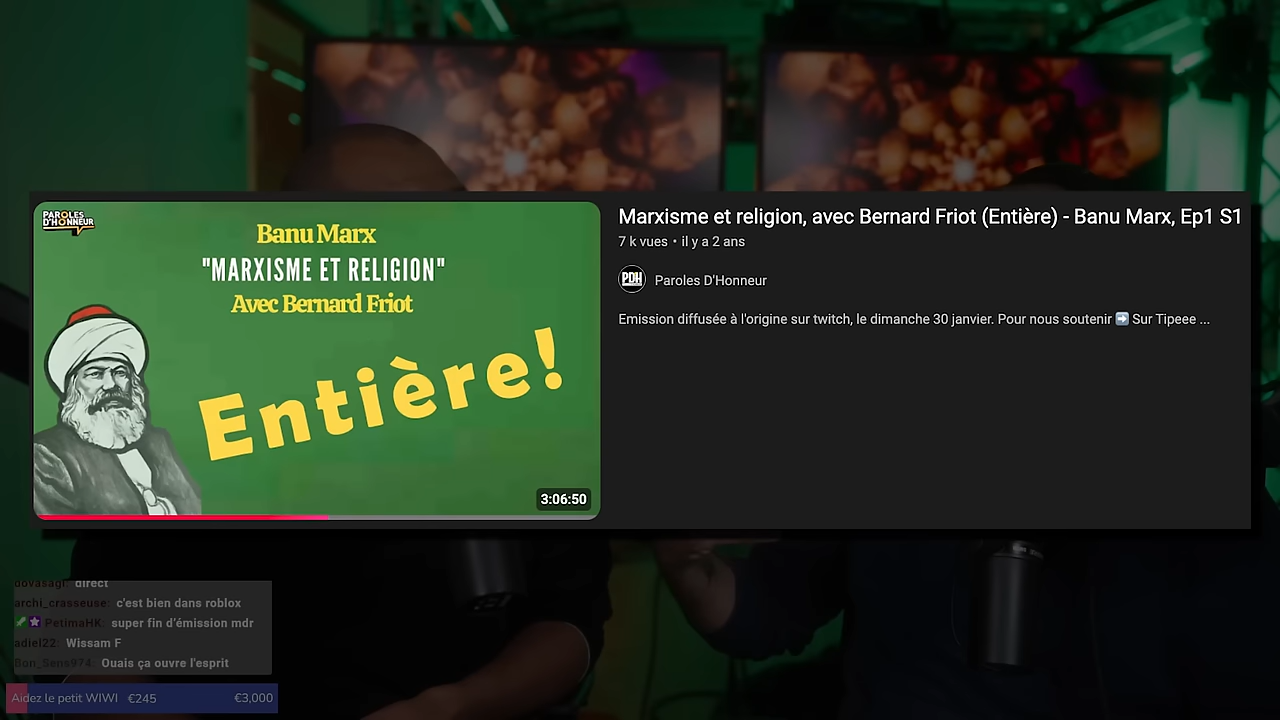 PAROLES
D'HONNEUR
Banu Marx
"MARXISME ET RELIGION"
Avec Bernard Friot
Entière!
3:06:50
Marxisme et religion, avec Bernard Friot (Entière) - Banu Marx, Ep1 S1
7 k vues • il y a 2 ans
PDH Paroles D'Honneur
Emission diffusée à l'origine sur twitch, le dimanche 30 janvier. Pour nous soutenir ➡️ Sur Tipeee ...
direct
archi_crasseuse: c'est bien dans roblox
PetimaHK: super fin d'émission mdr
adiel22: Wissam F
Bon_Sens974: Ouais ça ouvre l'esprit
Aidez le petit WIWI €245 €3,000